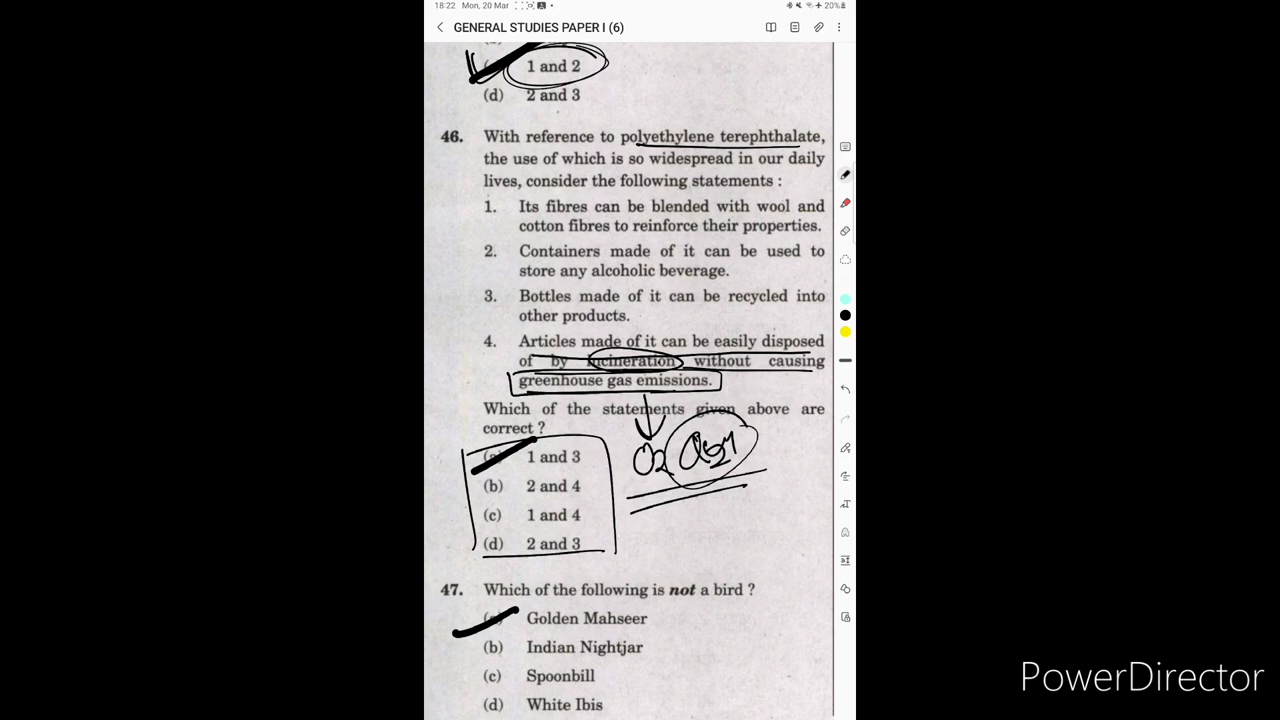 18:22 Mon, 20 Mar
20%
GENERAL STUDIES PAPER I (6)
1 and 2
(d) 2 and 3
46. With reference to polyethylene terephthalate,
the use of which is so widespread in our daily
lives, consider the following statements :
1. Its fibres can be blended with wool and
cotton fibres to reinforce their properties.
2. Containers made of it can be used to
store any alcoholic beverage.
3. Bottles made of it can be recycled into
other products.
4. Articles made of it can be easily disposed
of by incineration without causing
greenhouse gas emissions.
Which of the statements given above are
correct ?
(a) 1 and 3
(b) 2 and 4
(c) 1 and 4
(d) 2 and 3
47. Which of the following is not a bird ?
(a) Golden Mahseer
(b) Indian Nightjar
(c) Spoonbill
(d) White Ibis
PowerDirector